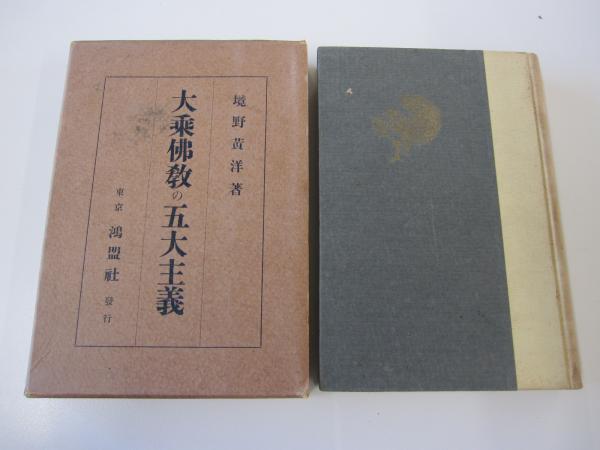 境野黄洋著
大乗佛教の五大主義
東京 鴻盟社 發行